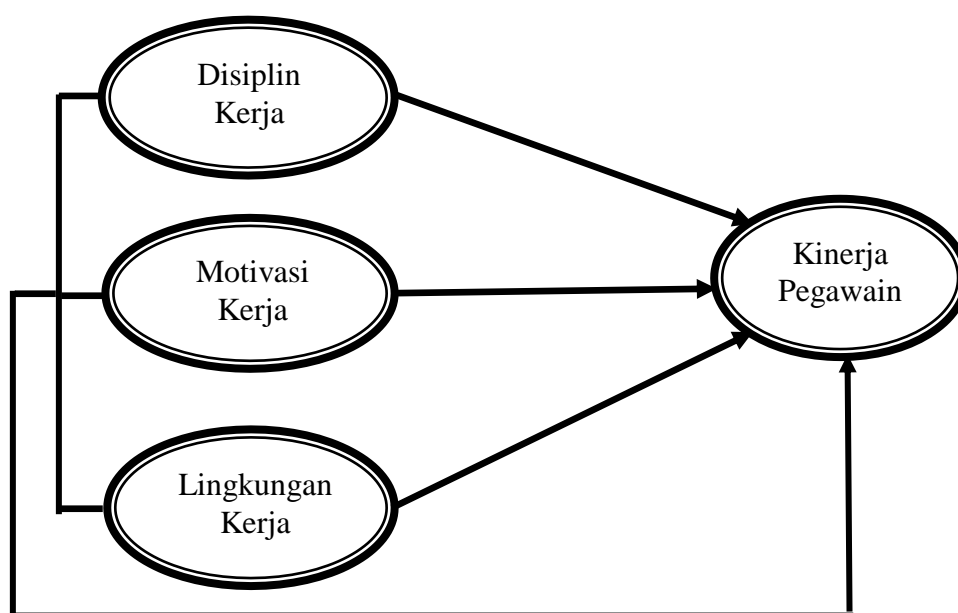 Disiplin
Kerja
Motivasi
Kerja
Lingkungan
Kerja
Kinerja
Pegawain